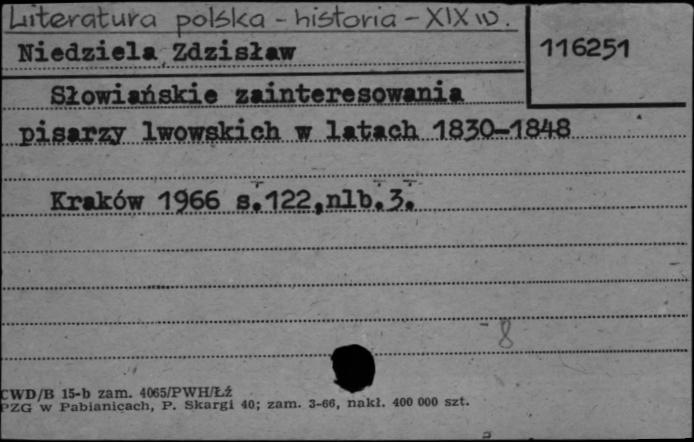 Literatura polska - historia - XIX w.
Niedziela Zdzisław
116251
Słowiańskie zainteresowania
pisarzy lwowskich w latach 1830-1848
Kraków 1966 s.122,nlb.3.
8
CWD/B 15-b zam. 4065/PWH/Łź
PZG w Pabianicach, P. Skargi 40; zam. 3-66, nakł. 400 000 szt.